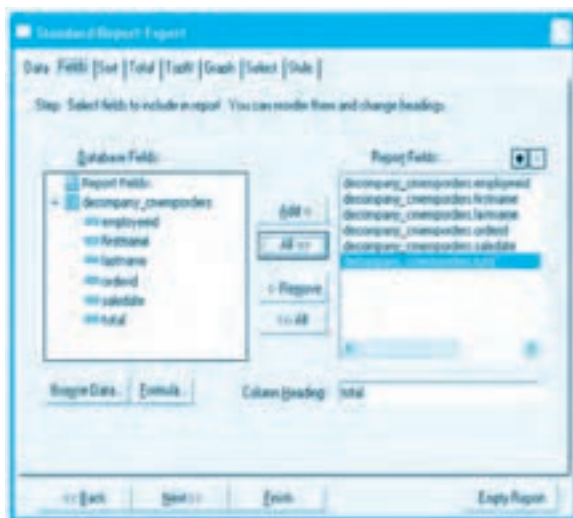 Standard Report Expert
Data Fields Sort Total TopN Graph Select Style
Step: Select fields to include in report. You can reorder them and change headings.
Database Fields:
Report Fields:
Report Fields:
employeeid
firstname
lastname
orderid
saledate
total
Add >
All >>
< Remove
<< All
Browse Data...
Formula...
Column Heading:
total
<< Back
Next >>
Finish
Empty Report